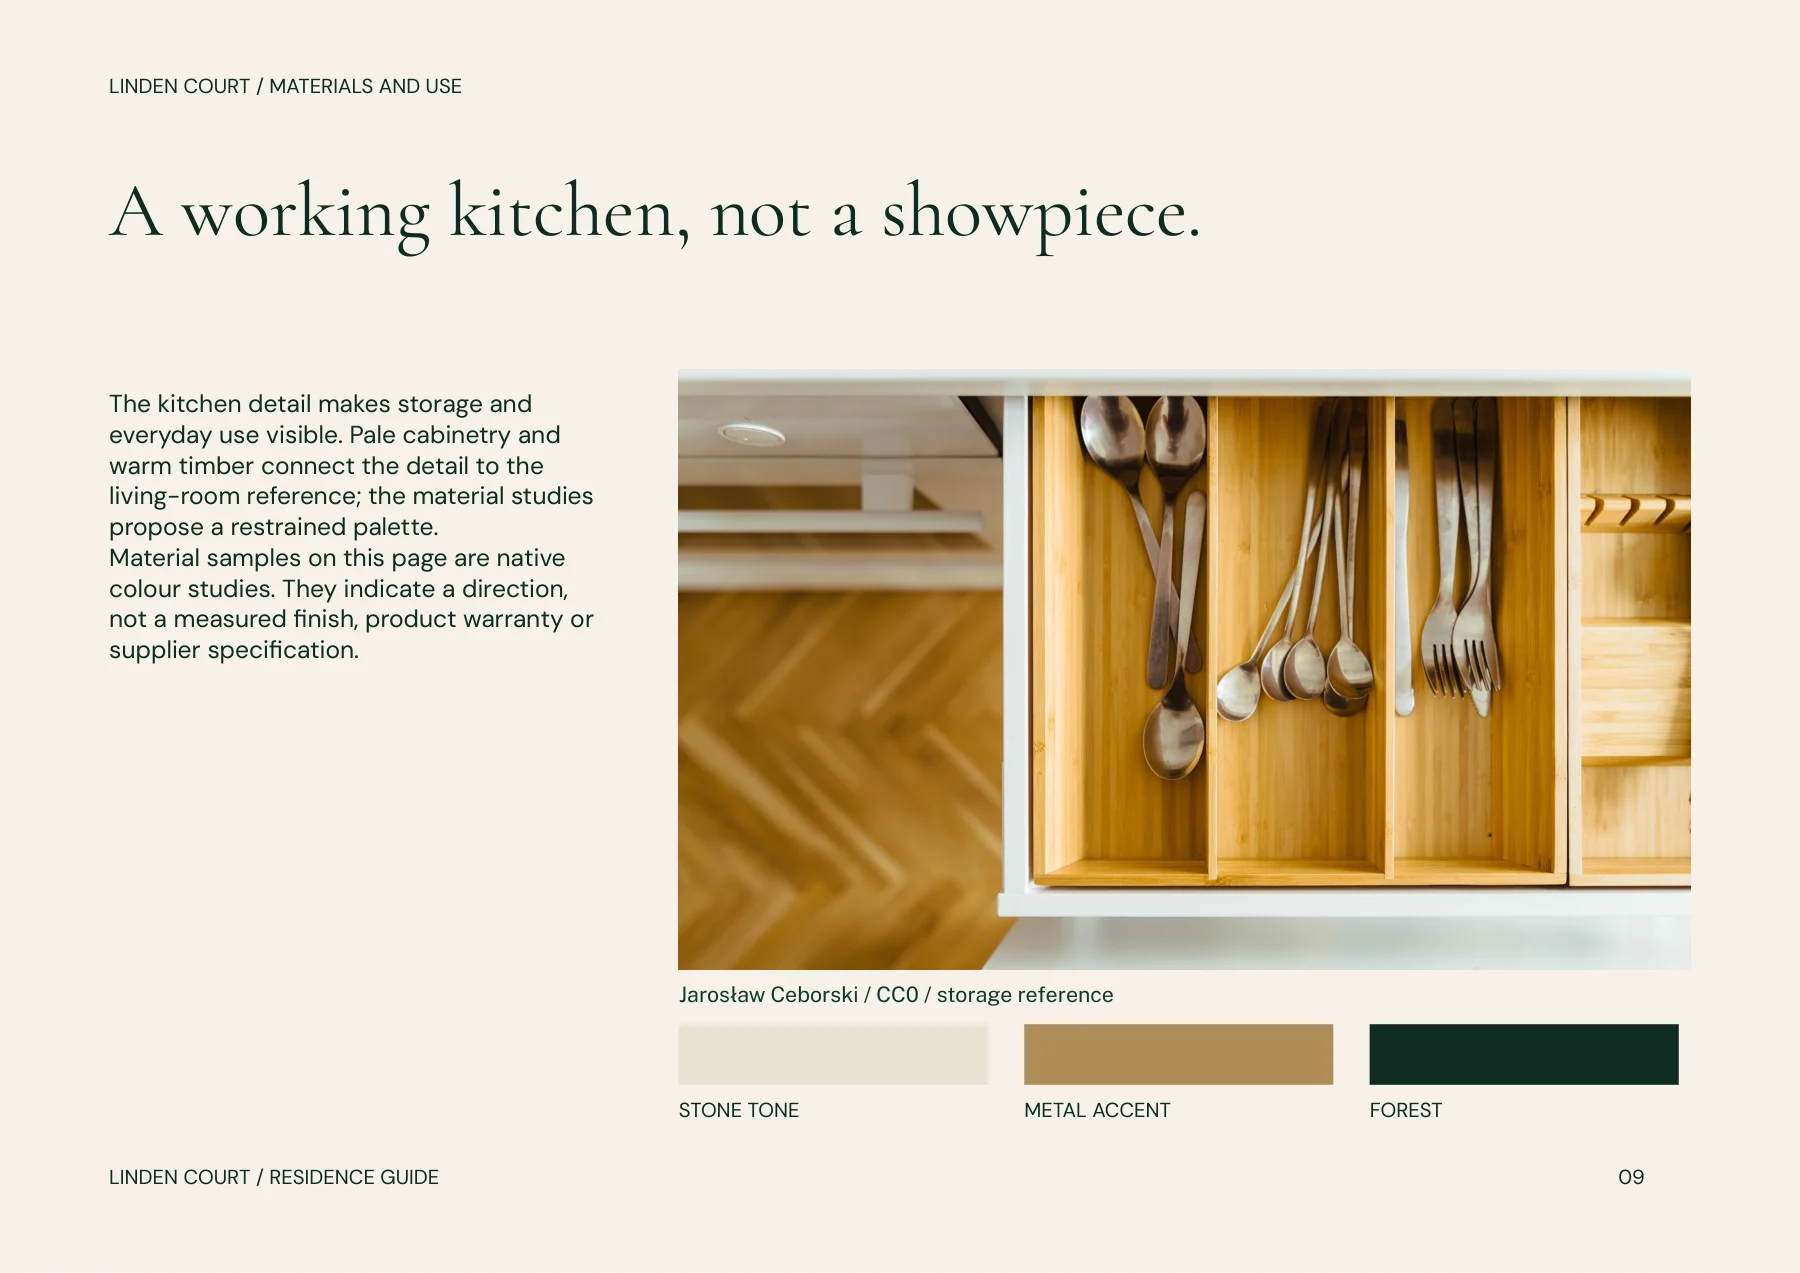 LINDEN COURT / MATERIALS AND USE
A working kitchen, not a showpiece.
The kitchen detail makes storage and
everyday use visible. Pale cabinetry and
warm timber connect the detail to the
living-room reference; the material studies
propose a restrained palette.
Material samples on this page are native
colour studies. They indicate a direction,
not a measured finish, product warranty or
supplier specification.
Jarosław Ceborski / CC0 / storage reference
STONE TONE
METAL ACCENT
FOREST
LINDEN COURT / RESIDENCE GUIDE
09